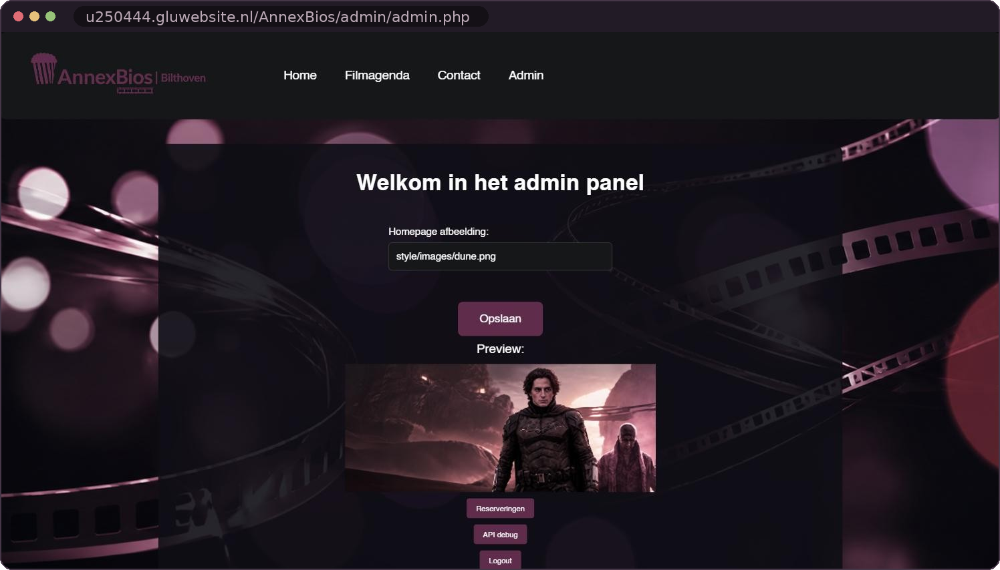 u250444.gluwebsite.nl/AnnexBios/admin/admin.php
AnnexBios | Bilthoven
Home Filmagenda Contact Admin
Welkom in het admin panel
Homepage afbeelding:
style/images/dune.png
Opslaan
Preview:
Reserveringen
API debug
Logout